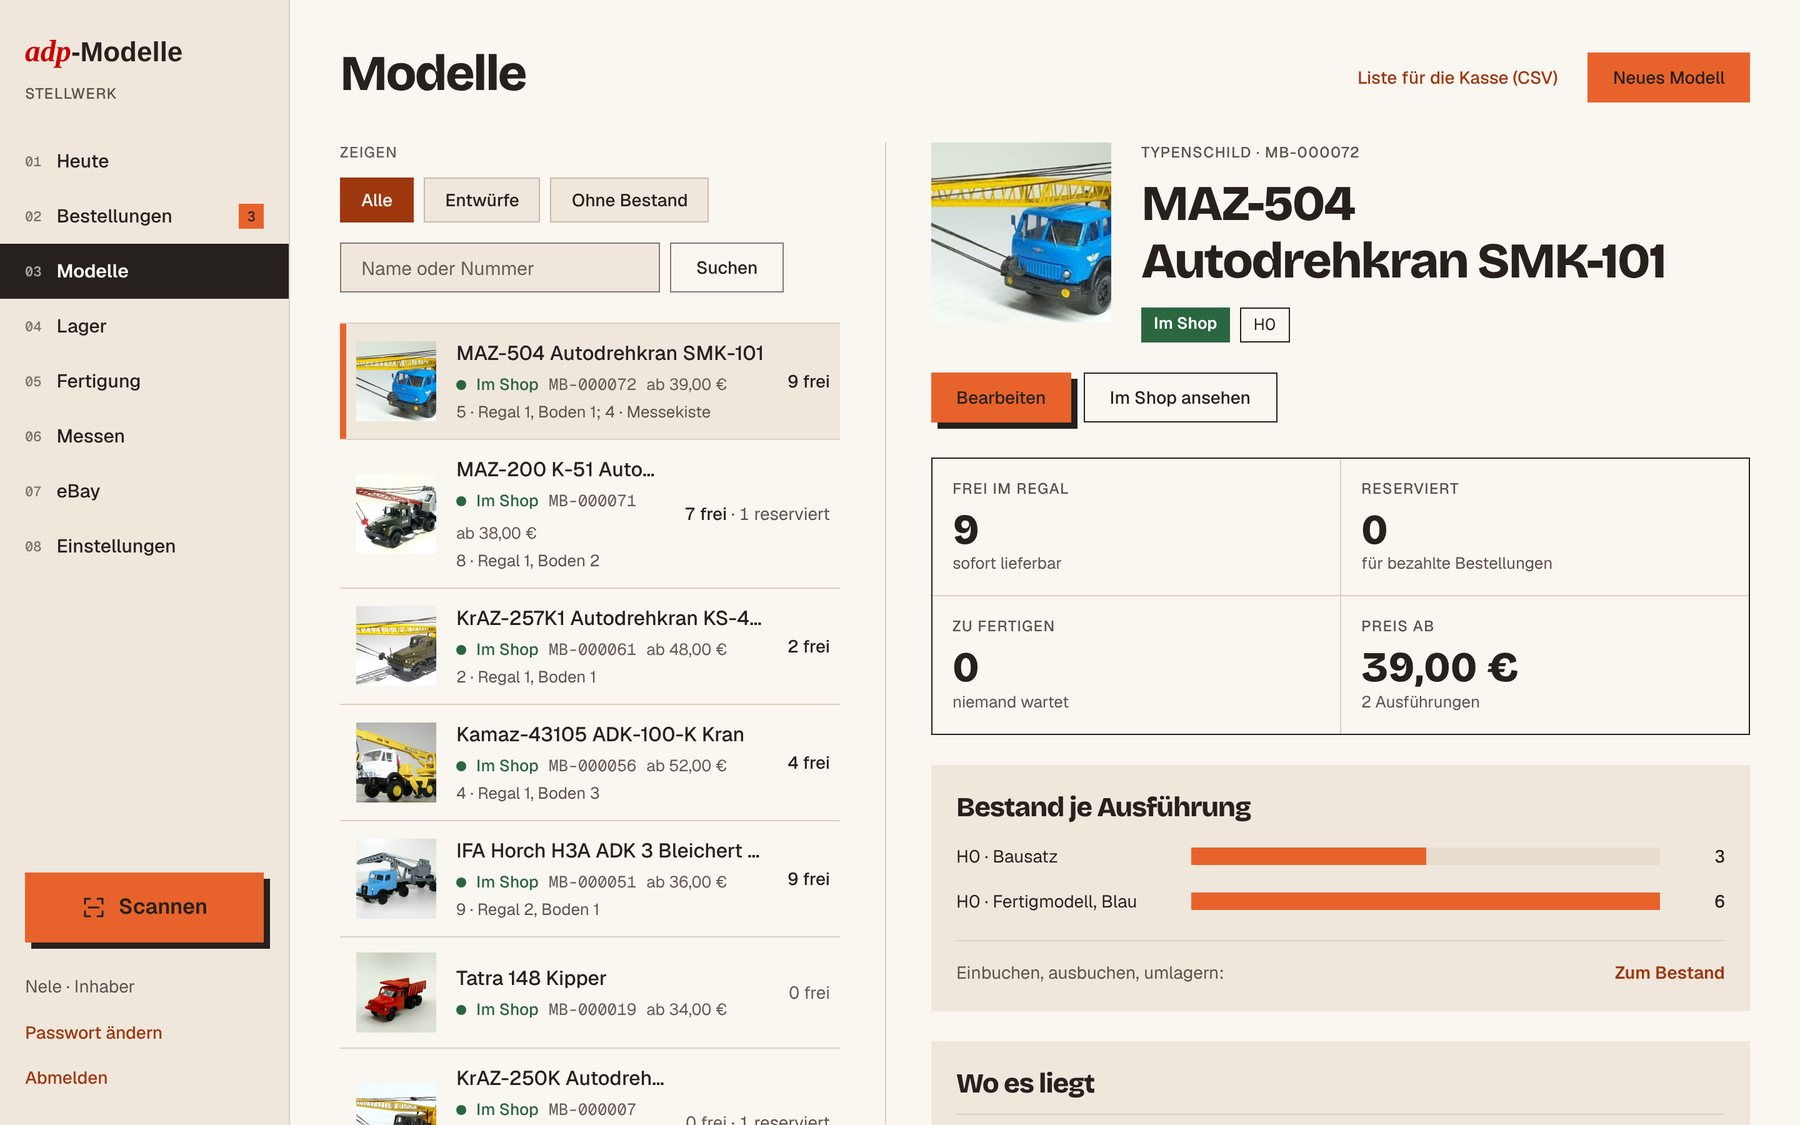 adp-Modelle
STELLWERK
01 Heute
02 Bestellungen 3
03 Modelle
04 Lager
05 Fertigung
06 Messen
07 eBay
08 Einstellungen
Scannen
Nele · Inhaber
Passwort ändern
Abmelden
Modelle
Liste für die Kasse (CSV)
Neues Modell
ZEIGEN
Alle
Entwürfe
Ohne Bestand
Name oder Nummer
Suchen
MAZ-504 Autodrehkran SMK-101
Im Shop MB-000072 ab 39,00 €
5 · Regal 1, Boden 1; 4 · Messekiste
9 frei
MAZ-200 K-51 Auto...
Im Shop MB-000071
ab 38,00 €
8 · Regal 1, Boden 2
7 frei · 1 reserviert
KrAZ-257K1 Autodrehkran KS-4...
Im Shop MB-000061 ab 48,00 €
2 · Regal 1, Boden 1
2 frei
Kamaz-43105 ADK-100-K Kran
Im Shop MB-000056 ab 52,00 €
4 · Regal 1, Boden 3
4 frei
IFA Horch H3A ADK 3 Bleichert ...
Im Shop MB-000051 ab 36,00 €
9 · Regal 2, Boden 1
9 frei
Tatra 148 Kipper
Im Shop MB-000019 ab 34,00 €
0 frei
KrAZ-250K Autodreh...
Im Shop MB-000007
0 frei · 1 reserviert
TYPENSCHILD · MB-000072
MAZ-504
Autodrehkran SMK-101
Im Shop
H0
Bearbeiten
Im Shop ansehen
FREI IM REGAL
9
sofort lieferbar
RESERVIERT
0
für bezahlte Bestellungen
ZU FERTIGEN
0
niemand wartet
PREIS AB
39,00 €
2 Ausführungen
Bestand je Ausführung
H0 · Bausatz 3
H0 · Fertigmodell, Blau 6
Einbuchen, ausbuchen, umlagern: Zum Bestand
Wo es liegt